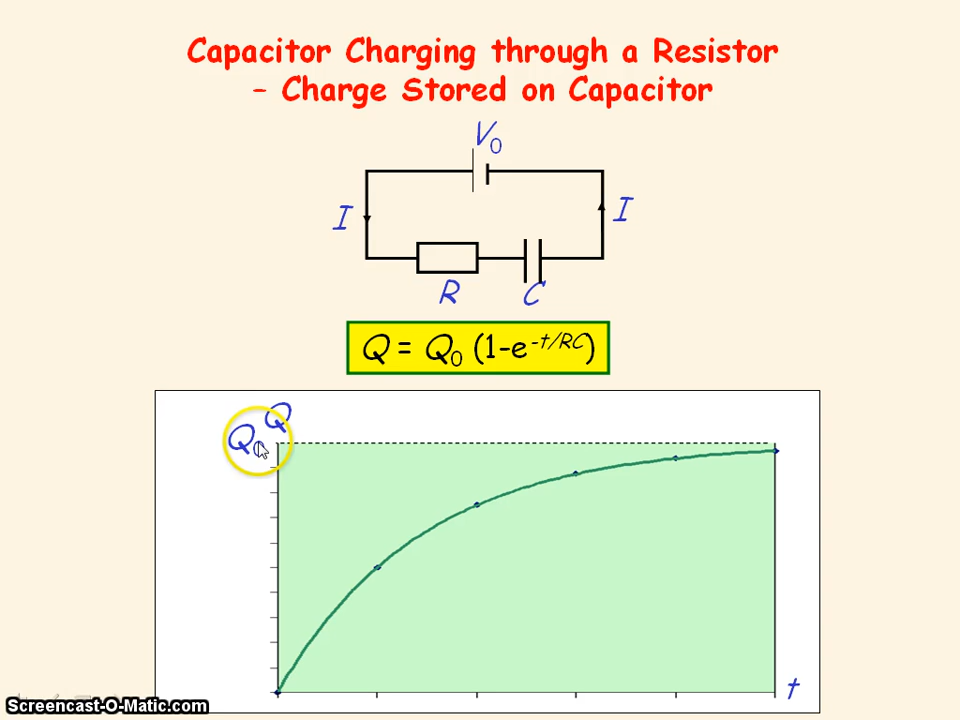 Capacitor Charging through a Resistor
– Charge Stored on Capacitor
V₀
I
I
R
C
Q = Q₀ (1-e⁻ᵗ/ᴿᶜ)
Q
Q₀
t
Screencast-O-Matic.com